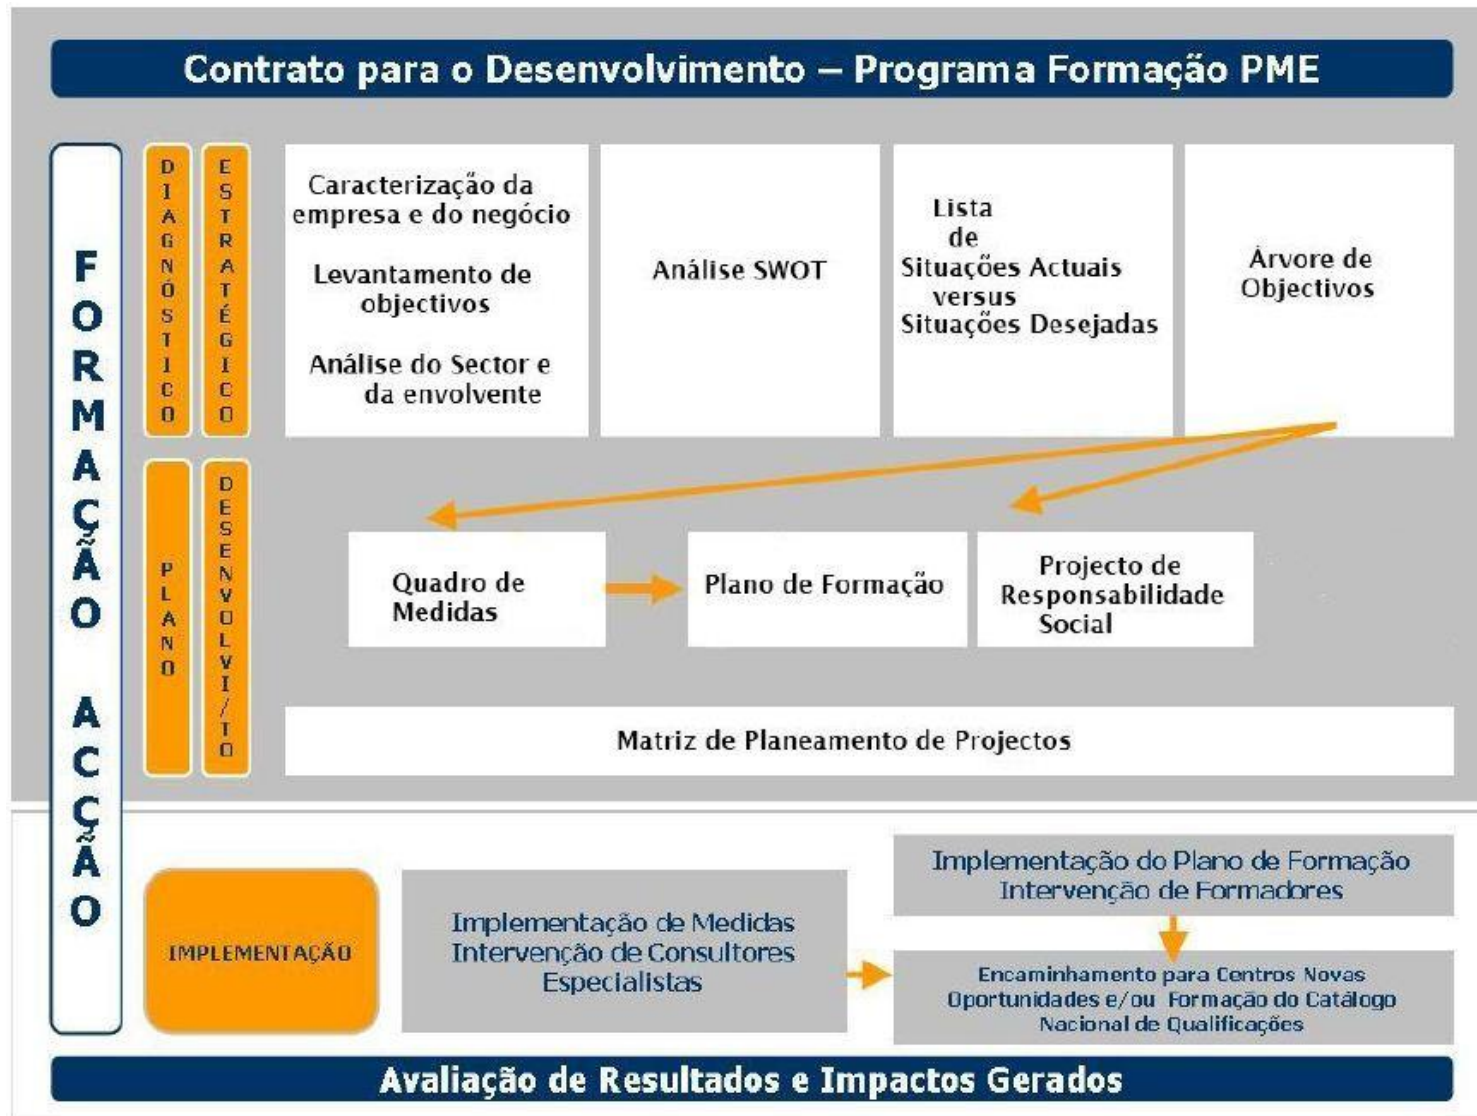 Contrato para o Desenvolvimento – Programa Formação PME
FORMAÇÃO ACÇÃO
DIAGNÓSTICO
ESTRATÉGICO
Caracterização da
empresa e do negócio
Levantamento de
objectivos
Análise do Sector e
da envolvente
Análise SWOT
Lista
de
Situações Actuais
versus
Situações Desejadas
Árvore de
Objectivos
PLANO
DESENVOLVI/TO
Quadro de
Medidas
Plano de Formação
Projecto de
Responsabilidade
Social
Matriz de Planeamento de Projectos
IMPLEMENTAÇÃO
Implementação de Medidas
Intervenção de Consultores
Especialistas
Implementação do Plano de Formação
Intervenção de Formadores
Encaminhamento para Centros Novas
Oportunidades e/ou Formação do Catálogo
Nacional de Qualificações
Avaliação de Resultados e Impactos Gerados